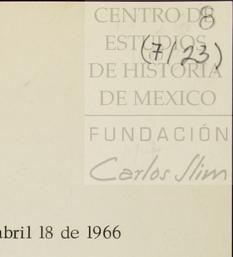 8
CENTRO DE
ESTUDIOS
(7/23)
DE HISTORIA
DE MEXICO
FUNDACIÓN
Carlos Slim
abril 18 de 1966